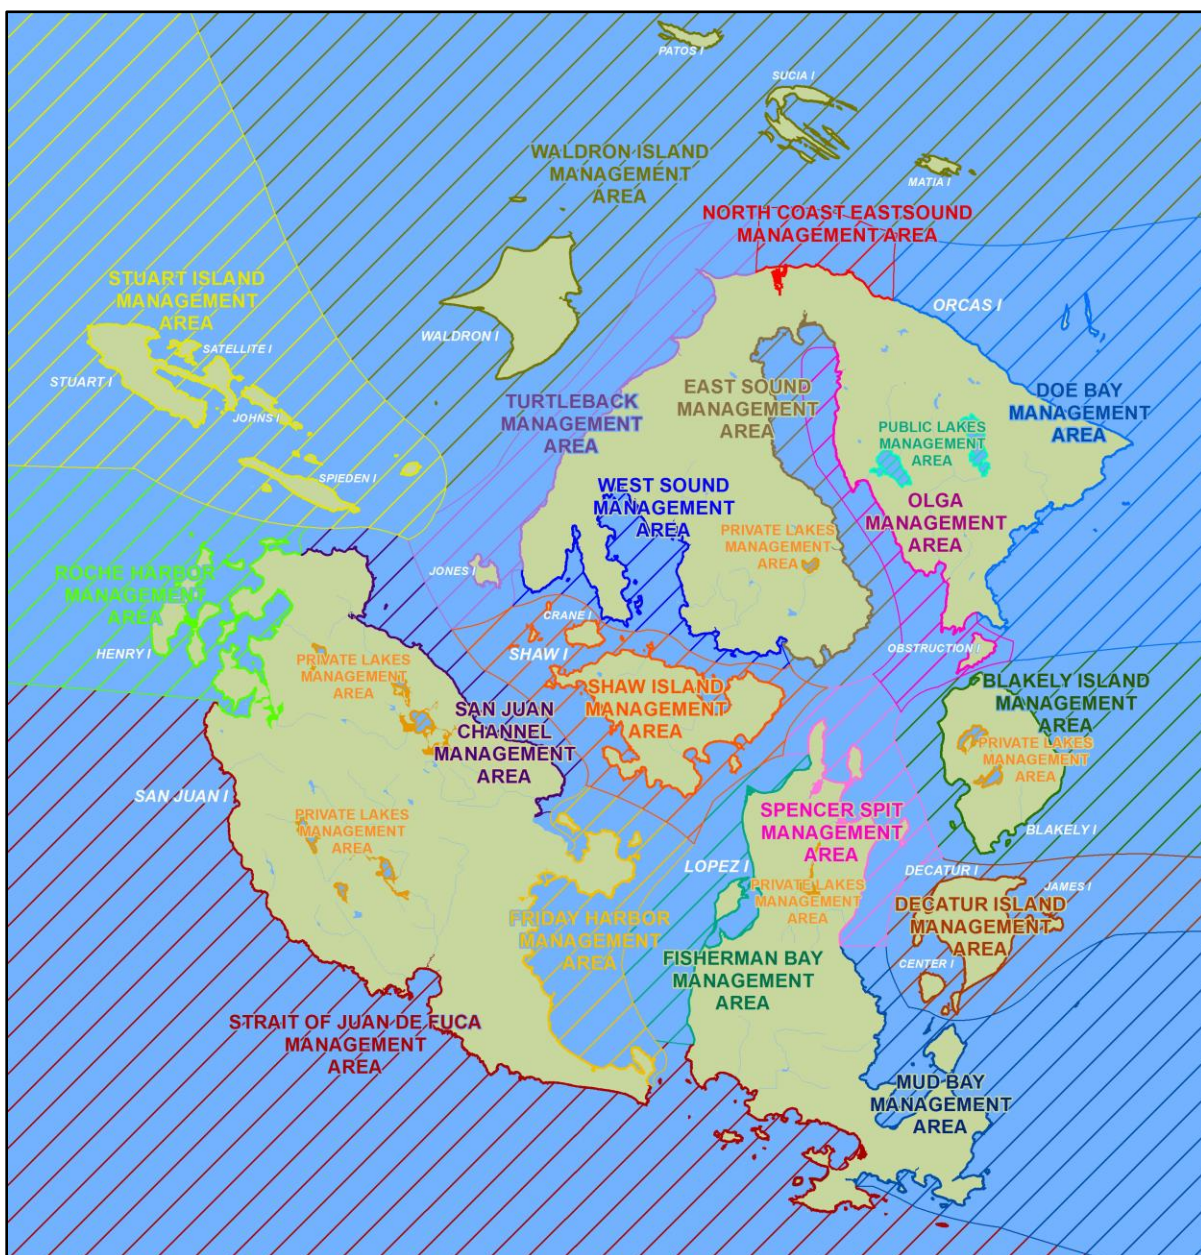 PATOS I
SUCIA I
MATIA I
WALDRON ISLAND
MANAGEMENT
AREA
NORTH COAST EASTSOUND
MANAGEMENT AREA
STUART ISLAND
MANAGEMENT
AREA
SATELLITE I
STUART I
JOHNS I
SPIEDEN I
WALDRON I
ORCAS I
EAST SOUND
MANAGEMENT
AREA
TURTLEBACK
MANAGEMENT
AREA
DOE BAY
MANAGEMENT
AREA
PUBLIC LAKES
MANAGEMENT
AREA
WEST SOUND
MANAGEMENT
AREA
OLGA
MANAGEMENT
AREA
PRIVATE LAKES
MANAGEMENT
AREA
JONES I
ROCHE HARBOR
MANAGEMENT
AREA
HENRY I
CRANE I
SHAW I
OBSTRUCTION I
PRIVATE LAKES
MANAGEMENT
AREA
SHAW ISLAND
MANAGEMENT
AREA
BLAKELY ISLAND
MANAGEMENT
AREA
SAN JUAN
CHANNEL
MANAGEMENT
AREA
PRIVATE LAKES
MANAGEMENT
AREA
SAN JUAN I
PRIVATE LAKES
MANAGEMENT
AREA
SPENCER SPIT
MANAGEMENT
AREA
BLAKELY I
LOPEZ I
DECATUR I
JAMES I
PRIVATE LAKES
MANAGEMENT
AREA
DECATUR ISLAND
MANAGEMENT
AREA
FRIDAY HARBOR
MANAGEMENT
AREA
FISHERMAN BAY
MANAGEMENT
AREA
CENTER I
STRAIT OF JUAN DE FUCA
MANAGEMENT
AREA
MUD BAY
MANAGEMENT
AREA